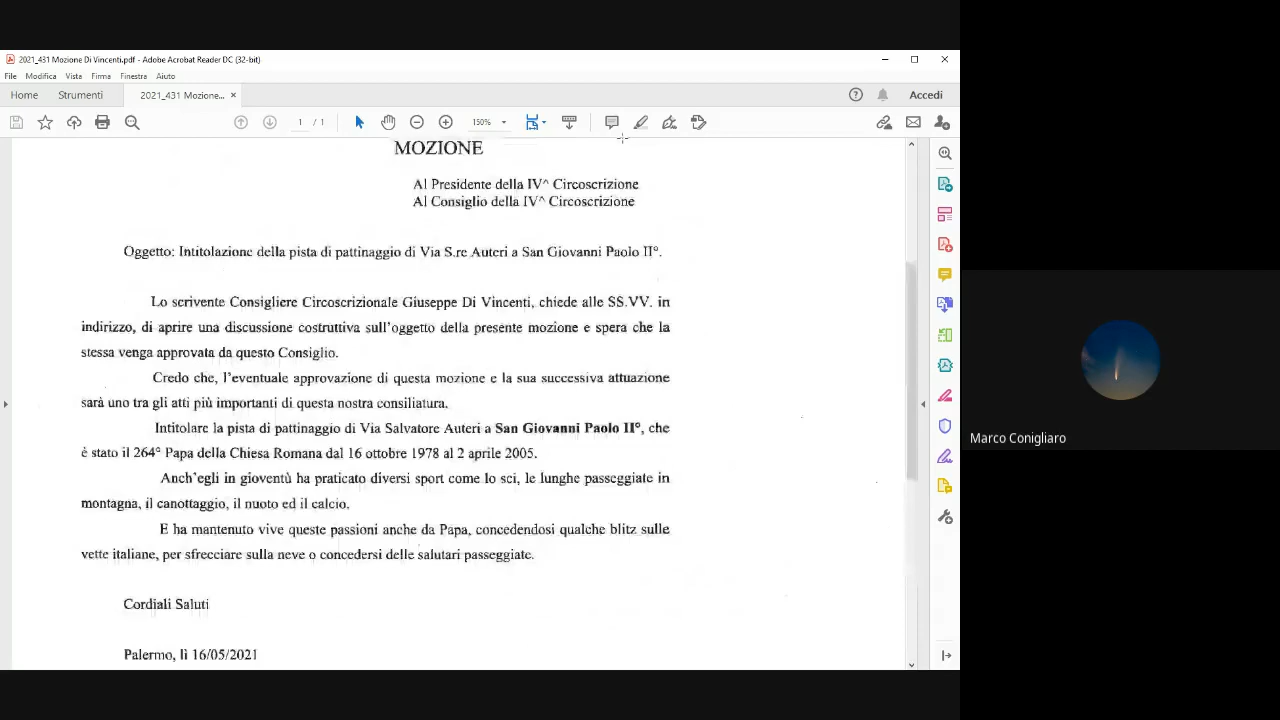 2021_431 Mozione Di Vincenti.pdf - Adobe Acrobat Reader DC (32-bit)
File Modifica Vista Firma Finestra Aiuto
Home Strumenti 2021_431 Mozione... × Accedi
1 / 1 150%
MOZIONE
Al Presidente della IV^ Circoscrizione
Al Consiglio della IV^ Circoscrizione
Oggetto: Intitolazione della pista di pattinaggio di Via S.re Auteri a San Giovanni Paolo II°.
Lo scrivente Consigliere Circoscrizionale Giuseppe Di Vincenti, chiede alle SS.VV. in
indirizzo, di aprire una discussione costruttiva sull'oggetto della presente mozione e spera che la
stessa venga approvata da questo Consiglio.
Credo che, l'eventuale approvazione di questa mozione e la sua successiva attuazione
sarà uno tra gli atti più importanti di questa nostra consiliatura.
Intitolare la pista di pattinaggio di Via Salvatore Auteri a San Giovanni Paolo II°, che
è stato il 264° Papa della Chiesa Romana dal 16 ottobre 1978 al 2 aprile 2005.
Anch'egli in gioventù ha praticato diversi sport come lo sci, le lunghe passeggiate in
montagna, il canottaggio, il nuoto ed il calcio.
E ha mantenuto vive queste passioni anche da Papa, concedendosi qualche blitz sulle
vette italiane, per sfrecciare sulla neve o concedersi delle salutari passeggiate.
Cordiali Saluti
Palermo, lì 16/05/2021
Marco Conigliaro